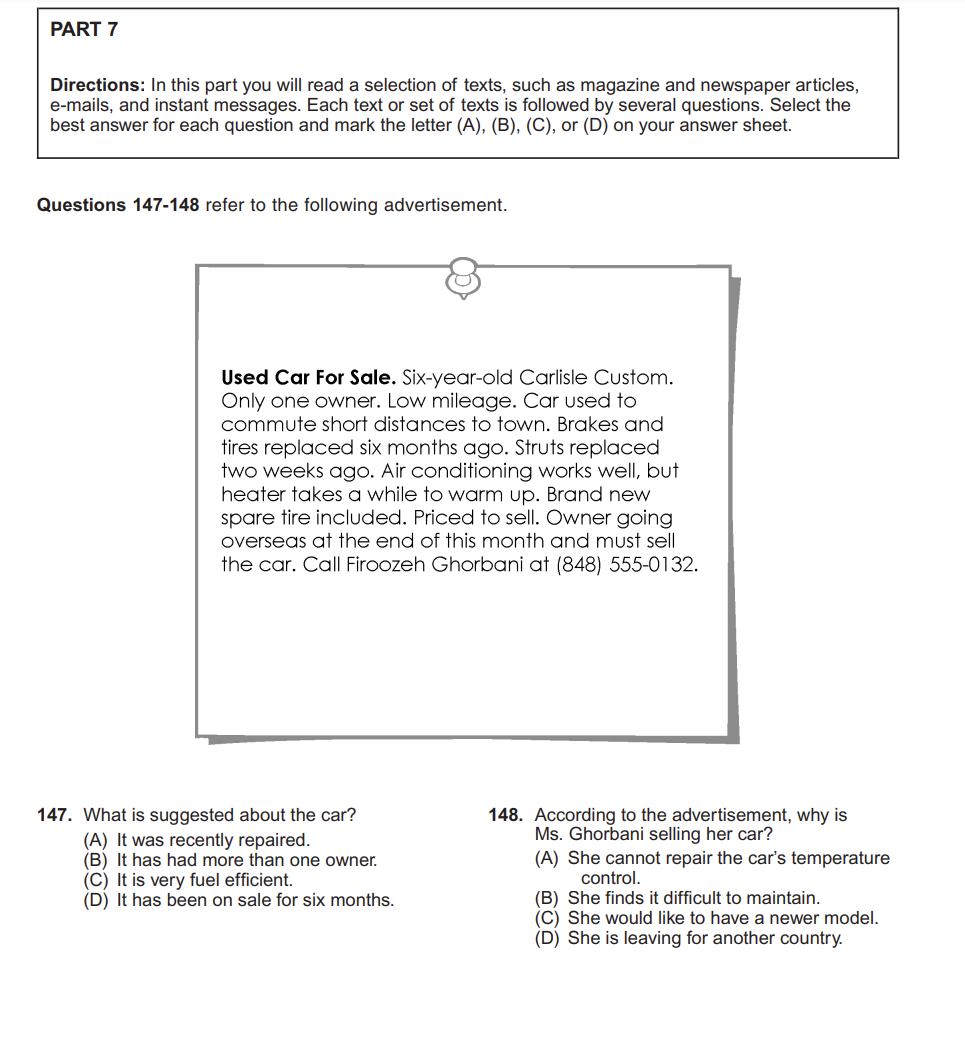 PART 7
Directions: In this part you will read a selection of texts, such as magazine and newspaper articles,
e-mails, and instant messages. Each text or set of texts is followed by several questions. Select the
best answer for each question and mark the letter (A), (B), (C), or (D) on your answer sheet.
Questions 147-148 refer to the following advertisement.
Used Car For Sale. Six-year-old Carlisle Custom.
Only one owner. Low mileage. Car used to
commute short distances to town. Brakes and
tires replaced six months ago. Struts replaced
two weeks ago. Air conditioning works well, but
heater takes a while to warm up. Brand new
spare tire included. Priced to sell. Owner going
overseas at the end of this month and must sell
the car. Call Firoozeh Ghorbani at (848) 555-0132.
147. What is suggested about the car?
(A) It was recently repaired.
(B) It has had more than one owner.
(C) It is very fuel efficient.
(D) It has been on sale for six months.
148. According to the advertisement, why is
Ms. Ghorbani selling her car?
(A) She cannot repair the car's temperature
control.
(B) She finds it difficult to maintain.
(C) She would like to have a newer model.
(D) She is leaving for another country.